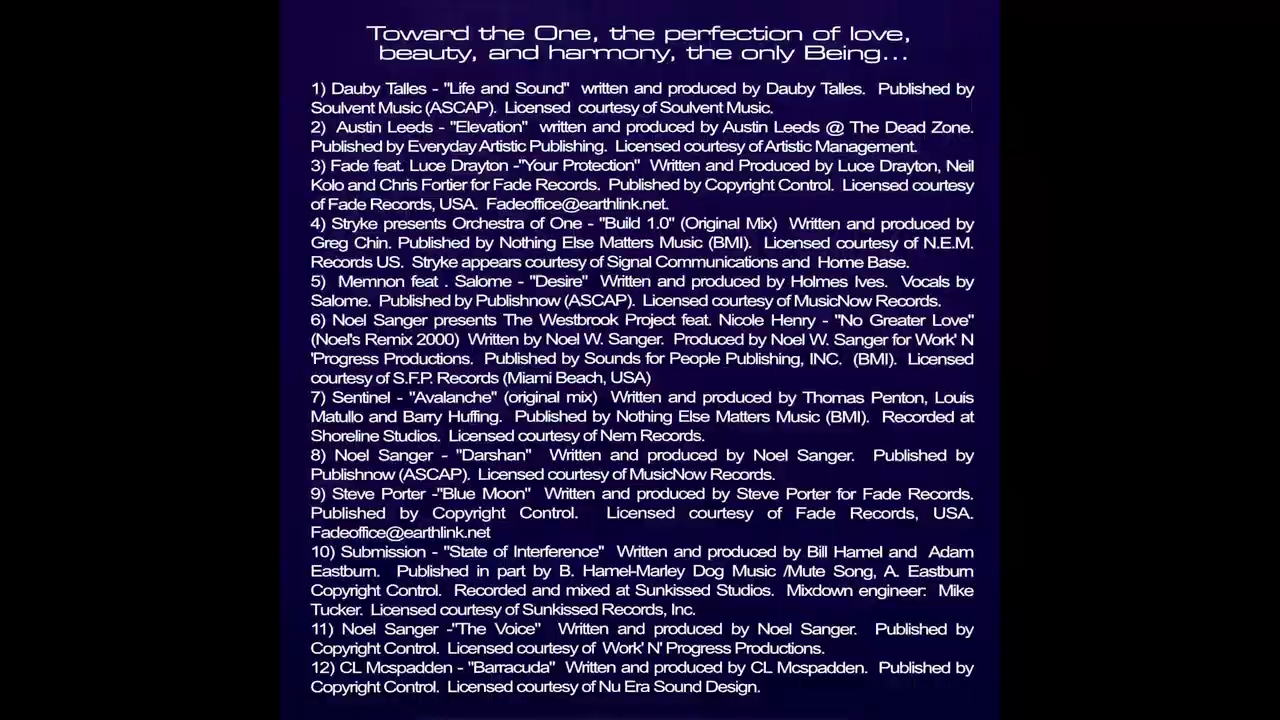 Toward the One, the perfection of love,
beauty, and harmony, the only Being...
1) Dauby Talles - "Life and Sound" written and produced by Dauby Talles. Published by
Soulvent Music (ASCAP). Licensed courtesy of Soulvent Music.
2) Austin Leeds - "Elevation" written and produced by Austin Leeds @ The Dead Zone.
Published by Everyday Artistic Publishing. Licensed courtesy of Artistic Management.
3) Fade feat. Luce Drayton -"Your Protection" Written and Produced by Luce Drayton, Neil
Kolo and Chris Fortier for Fade Records. Published by Copyright Control. Licensed courtesy
of Fade Records, USA. Fadeoffice@earthlink.net.
4) Stryke presents Orchestra of One - "Build 1.0" (Original Mix) Written and produced by
Greg Chin. Published by Nothing Else Matters Music (BMI). Licensed courtesy of N.E.M.
Records US. Stryke appears courtesy of Signal Communications and Home Base.
5) Memnon feat . Salome - "Desire" Written and produced by Holmes Ives. Vocals by
Salome. Published by Publishnow (ASCAP). Licensed courtesy of MusicNow Records.
6) Noel Sanger presents The Westbrook Project feat. Nicole Henry - "No Greater Love"
(Noel's Remix 2000) Written by Noel W. Sanger. Produced by Noel W. Sanger for Work' N
'Progress Productions. Published by Sounds for People Publishing, INC. (BMI). Licensed
courtesy of S.F.P. Records (Miami Beach, USA)
7) Sentinel - "Avalanche" (original mix) Written and produced by Thomas Penton, Louis
Matullo and Barry Huffing. Published by Nothing Else Matters Music (BMI). Recorded at
Shoreline Studios. Licensed courtesy of Nem Records.
8) Noel Sanger - "Darshan" Written and produced by Noel Sanger. Published by
Publishnow (ASCAP). Licensed courtesy of MusicNow Records.
9) Steve Porter -"Blue Moon" Written and produced by Steve Porter for Fade Records.
Published by Copyright Control. Licensed courtesy of Fade Records, USA.
Fadeoffice@earthlink.net
10) Submission - "State of Interference" Written and produced by Bill Hamel and Adam
Eastburn. Published in part by B. Hamel-Marley Dog Music /Mute Song, A. Eastburn
Copyright Control. Recorded and mixed at Sunkissed Studios. Mixdown engineer: Mike
Tucker. Licensed courtesy of Sunkissed Records, Inc.
11) Noel Sanger -"The Voice" Written and produced by Noel Sanger. Published by
Copyright Control. Licensed courtesy of Work' N' Progress Productions.
12) CL Mcspadden - "Barracuda" Written and produced by CL Mcspadden. Published by
Copyright Control. Licensed courtesy of Nu Era Sound Design.